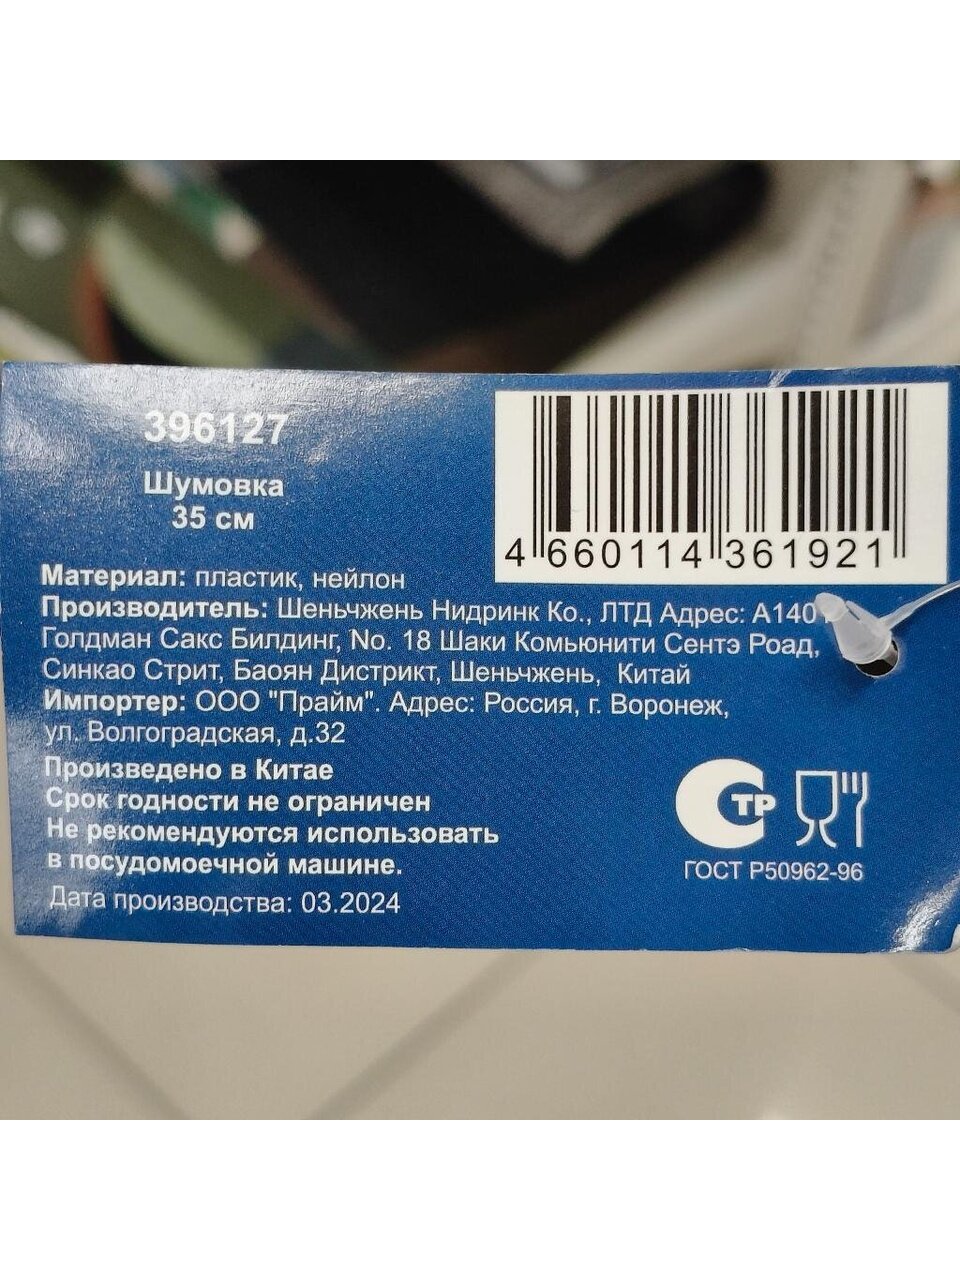 396127
Шумовка
35 см
4 660114 361921
Материал: пластик, нейлон
Производитель: Шеньчжень Нидринк Ко., ЛТД Адрес:
Голдман Сакс Билдинг, No. 18 Шаки Комьюнити Сентэ Роад,
Синкао Стрит, Баоян Дистрикт, Шеньчжень, Китай
Импортер: ООО "Прайм". Адрес: Россия, г. Воронеж,
ул. Волгоградская, д.32
Произведено в Китае
Срок годности не ограничен
Не рекомендуются использовать
в посудомоечной машине.
Дата производства: 03.2024
СТР
ГОСТ Р50962-96